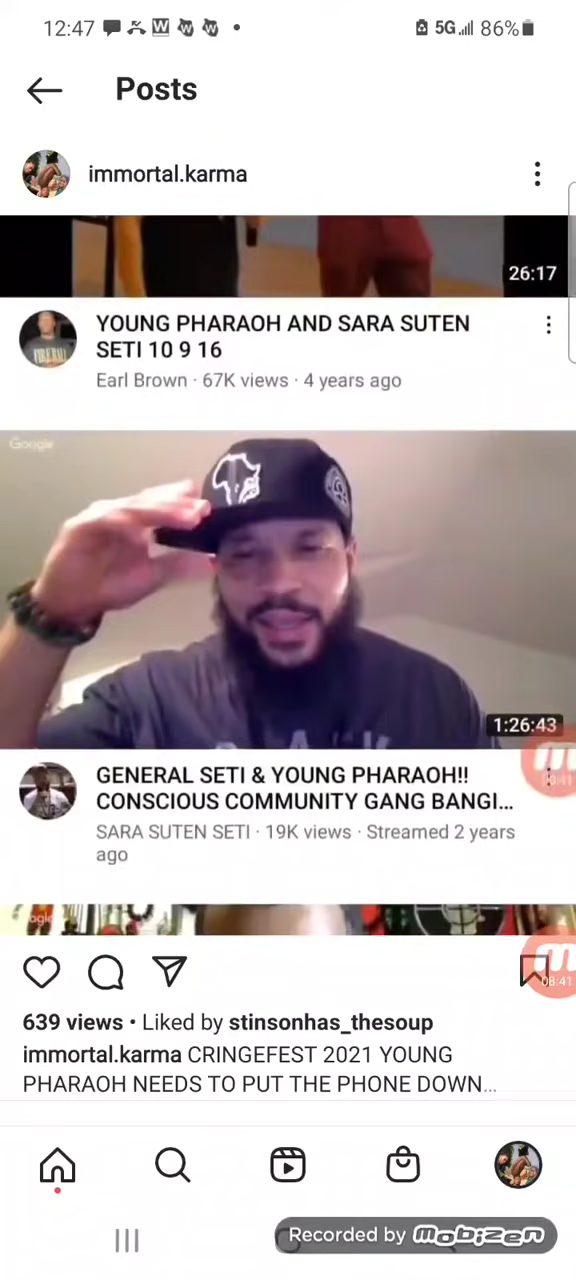 12:47
5G 86%
Posts
immortal.karma
26:17
YOUNG PHARAOH AND SARA SUTEN
SETI 10 9 16
Earl Brown · 67K views · 4 years ago
Google
1:26:43
GENERAL SETI & YOUNG PHARAOH!!
CONSCIOUS COMMUNITY GANG BANGI...
SARA SUTEN SETI · 19K views · Streamed 2 years
ago
08:41
639 views • Liked by stinsonhas_thesoup
immortal.karma CRINGEFEST 2021 YOUNG
PHARAOH NEEDS TO PUT THE PHONE DOWN...
Recorded by mobizen